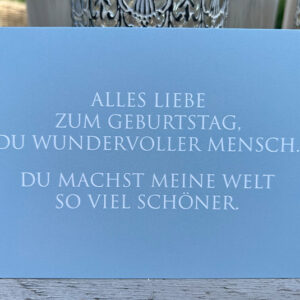 ALLES LIEBE
ZUM GEBURTSTAG,
DU WUNDERVOLLER MENSCH.
DU MACHST MEINE WELT
SO VIEL SCHÖNER.